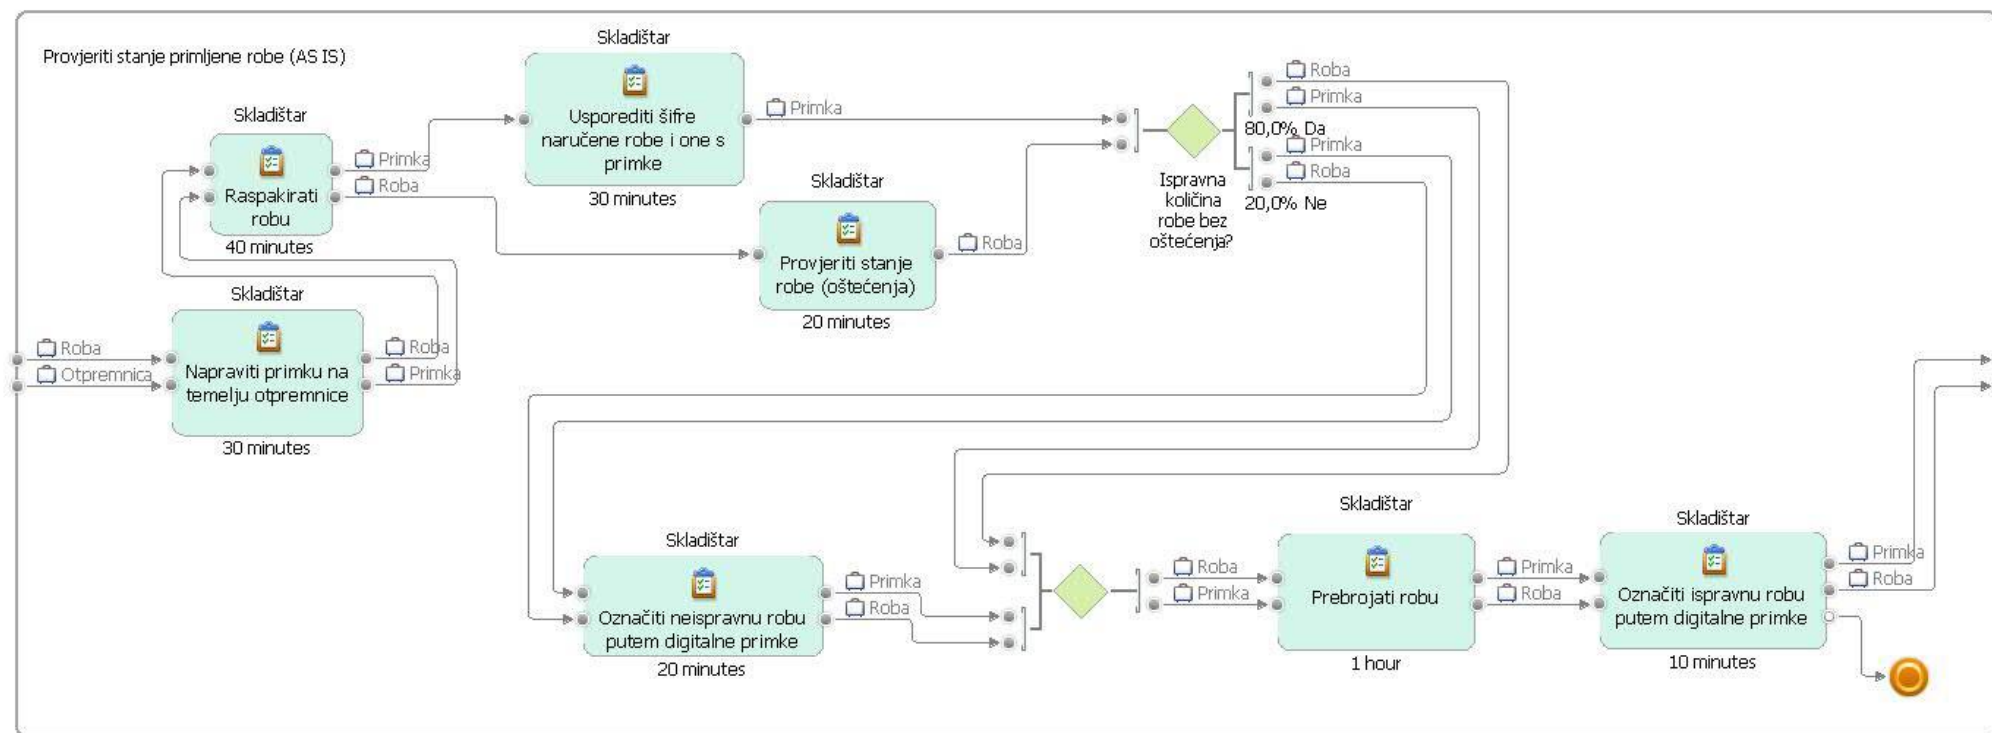 Provjeriti stanje primljene robe (AS IS)
Skladištar
Raspakirati
robu
40 minutes
Primka
Roba
Skladištar
Usporediti šifre
naručene robe i one s
primke
30 minutes
Primka
Skladištar
Provjeriti stanje
robe (oštećenja)
20 minutes
Roba
Ispravna
količina
robe bez
oštećenja?
Roba
Primka
80,0% Da
Primka
Roba
20,0% Ne
Roba
Otpremnica
Skladištar
Napraviti primku na
temelju otpremnice
30 minutes
Roba
Primka
Skladištar
Označiti neispravnu robu
putem digitalne primke
20 minutes
Primka
Roba
Roba
Primka
Skladištar
Prebrojati robu
1 hour
Primka
Roba
Skladištar
Označiti ispravnu robu
putem digitalne primke
10 minutes
Primka
Roba